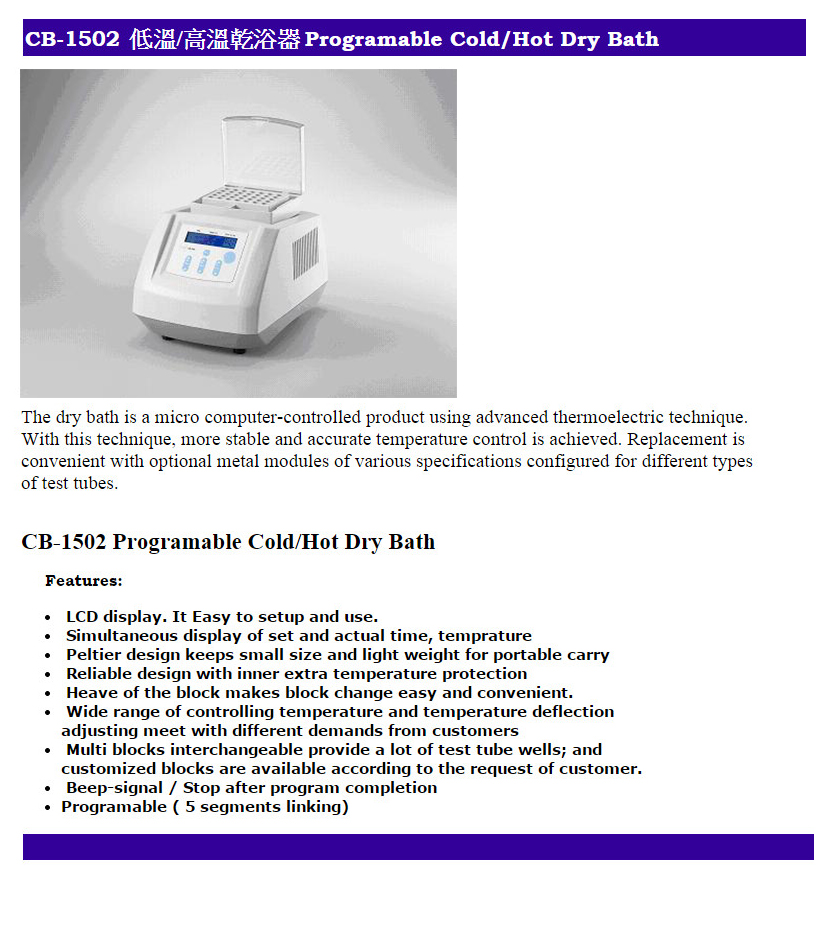 CB-1502 低溫/高溫乾浴器 Programable Cold/Hot Dry Bath
The dry bath is a micro computer-controlled product using advanced thermoelectric technique.
With this technique, more stable and accurate temperature control is achieved. Replacement is
convenient with optional metal modules of various specifications configured for different types
of test tubes.
CB-1502 Programable Cold/Hot Dry Bath
Features:
• LCD display. It Easy to setup and use.
• Simultaneous display of set and actual time, temprature
• Peltier design keeps small size and light weight for portable carry
• Reliable design with inner extra temperature protection
• Heave of the block makes block change easy and convenient.
• Wide range of controlling temperature and temperature deflection
adjusting meet with different demands from customers
• Multi blocks interchangeable provide a lot of test tube wells; and
customized blocks are available according to the request of customer.
• Beep-signal / Stop after program completion
• Programable ( 5 segments linking)